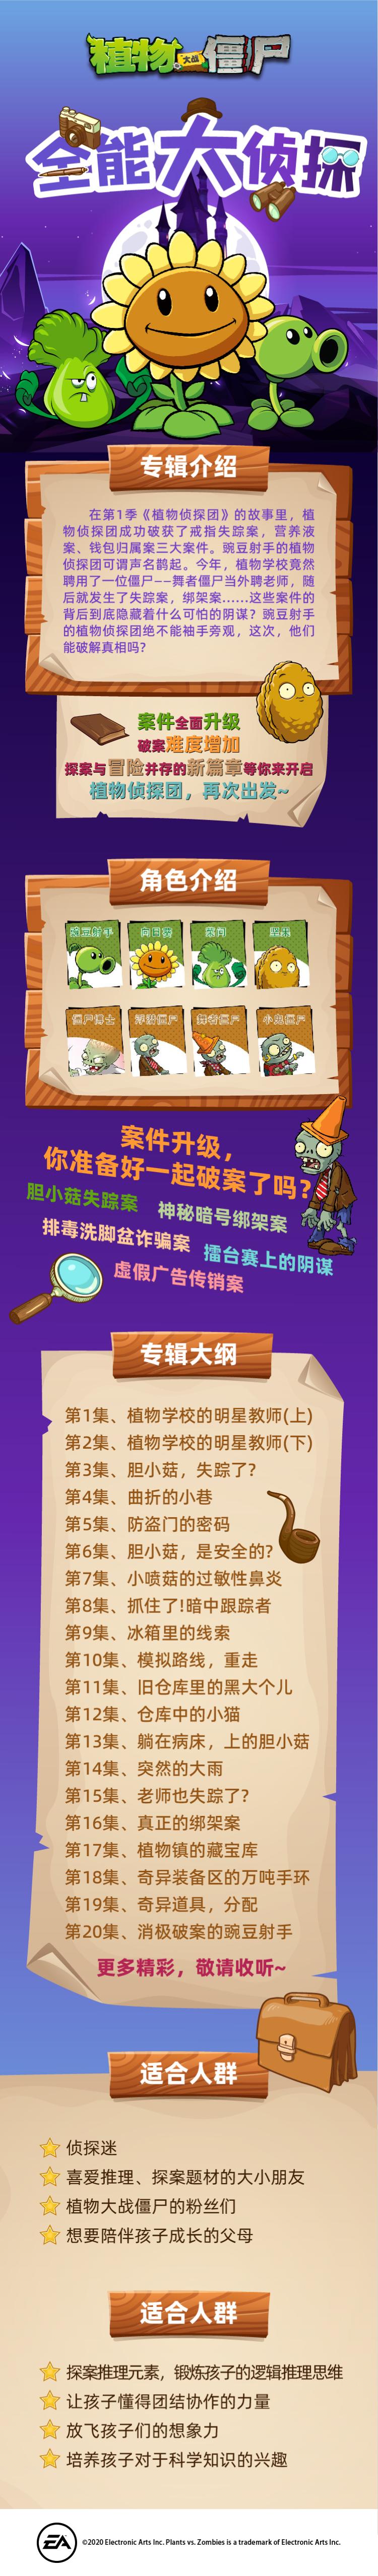 植物大战僵尸
全能大侦探
专辑介绍
在第1季《植物侦探团》的故事里，植
物侦探团成功破获了戒指失踪案，营养液
案、钱包归属案三大案件。豌豆射手的植物
侦探团可谓声名鹊起。今年，植物学校竟然
聘用了一位僵尸——舞者僵尸当外聘老师，随
后就发生了失踪案，绑架案……这些案件的
背后到底隐藏着什么可怕的阴谋？豌豆射手
的植物侦探团绝不能袖手旁观，这次，他们
能破解真相吗？
案件全面升级
破案难度增加
探案与冒险并存的新篇章等你来开启
植物侦探团，再次出发~
角色介绍
豌豆射手 向日葵 菜问 坚果
僵尸博士 浮潜僵尸 舞者僵尸 小鬼僵尸
案件升级，
你准备好一起破案了吗？
胆小菇失踪案 神秘暗号绑架案
排毒洗脚盆诈骗案 擂台赛上的阴谋
虚假广告传销案
专辑大纲
第1集、植物学校的明星教师(上)
第2集、植物学校的明星教师(下)
第3集、胆小菇，失踪了?
第4集、曲折的小巷
第5集、防盗门的密码
第6集、胆小菇，是安全的?
第7集、小喷菇的过敏性鼻炎
第8集、抓住了!暗中跟踪者
第9集、冰箱里的线索
第10集、模拟路线，重走
第11集、旧仓库里的黑大个儿
第12集、仓库中的小猫
第13集、躺在病床，上的胆小菇
第14集、突然的大雨
第15集、老师也失踪了?
第16集、真正的绑架案
第17集、植物镇的藏宝库
第18集、奇异装备区的万吨手环
第19集、奇异道具，分配
第20集、消极破案的豌豆射手
更多精彩，敬请收听~
适合人群
侦探迷
喜爱推理、探案题材的大小朋友
植物大战僵尸的粉丝们
想要陪伴孩子成长的父母
适合人群
探案推理元素，锻炼孩子的逻辑推理思维
让孩子懂得团结协作的力量
放飞孩子们的想象力
培养孩子对于科学知识的兴趣
EA ©2020 Electronic Arts Inc. Plants vs. Zombies is a trademark of Electronic Arts Inc.